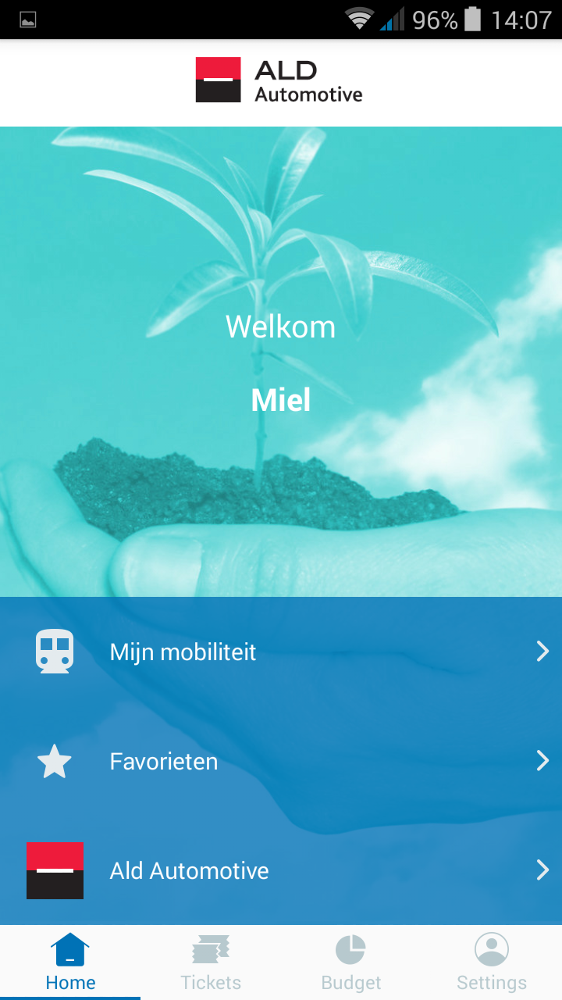 96% 14:07
ALD
Automotive
Welkom
Miel
Mijn mobiliteit
Favorieten
Ald Automotive
Home Tickets Budget Settings